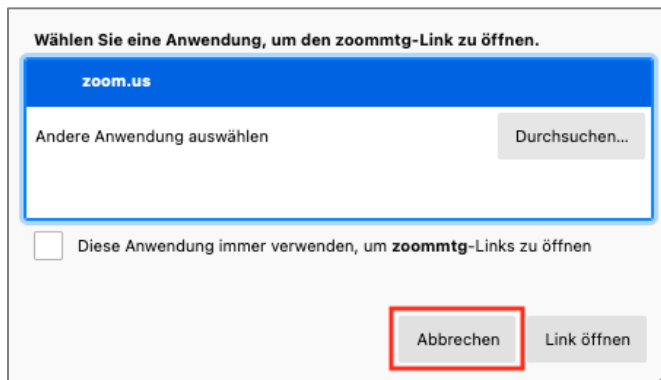 Wählen Sie eine Anwendung, um den zoommtg-Link zu öffnen.
zoom.us
Andere Anwendung auswählen
Durchsuchen...
Diese Anwendung immer verwenden, um zoommtg-Links zu öffnen
Abbrechen
Link öffnen